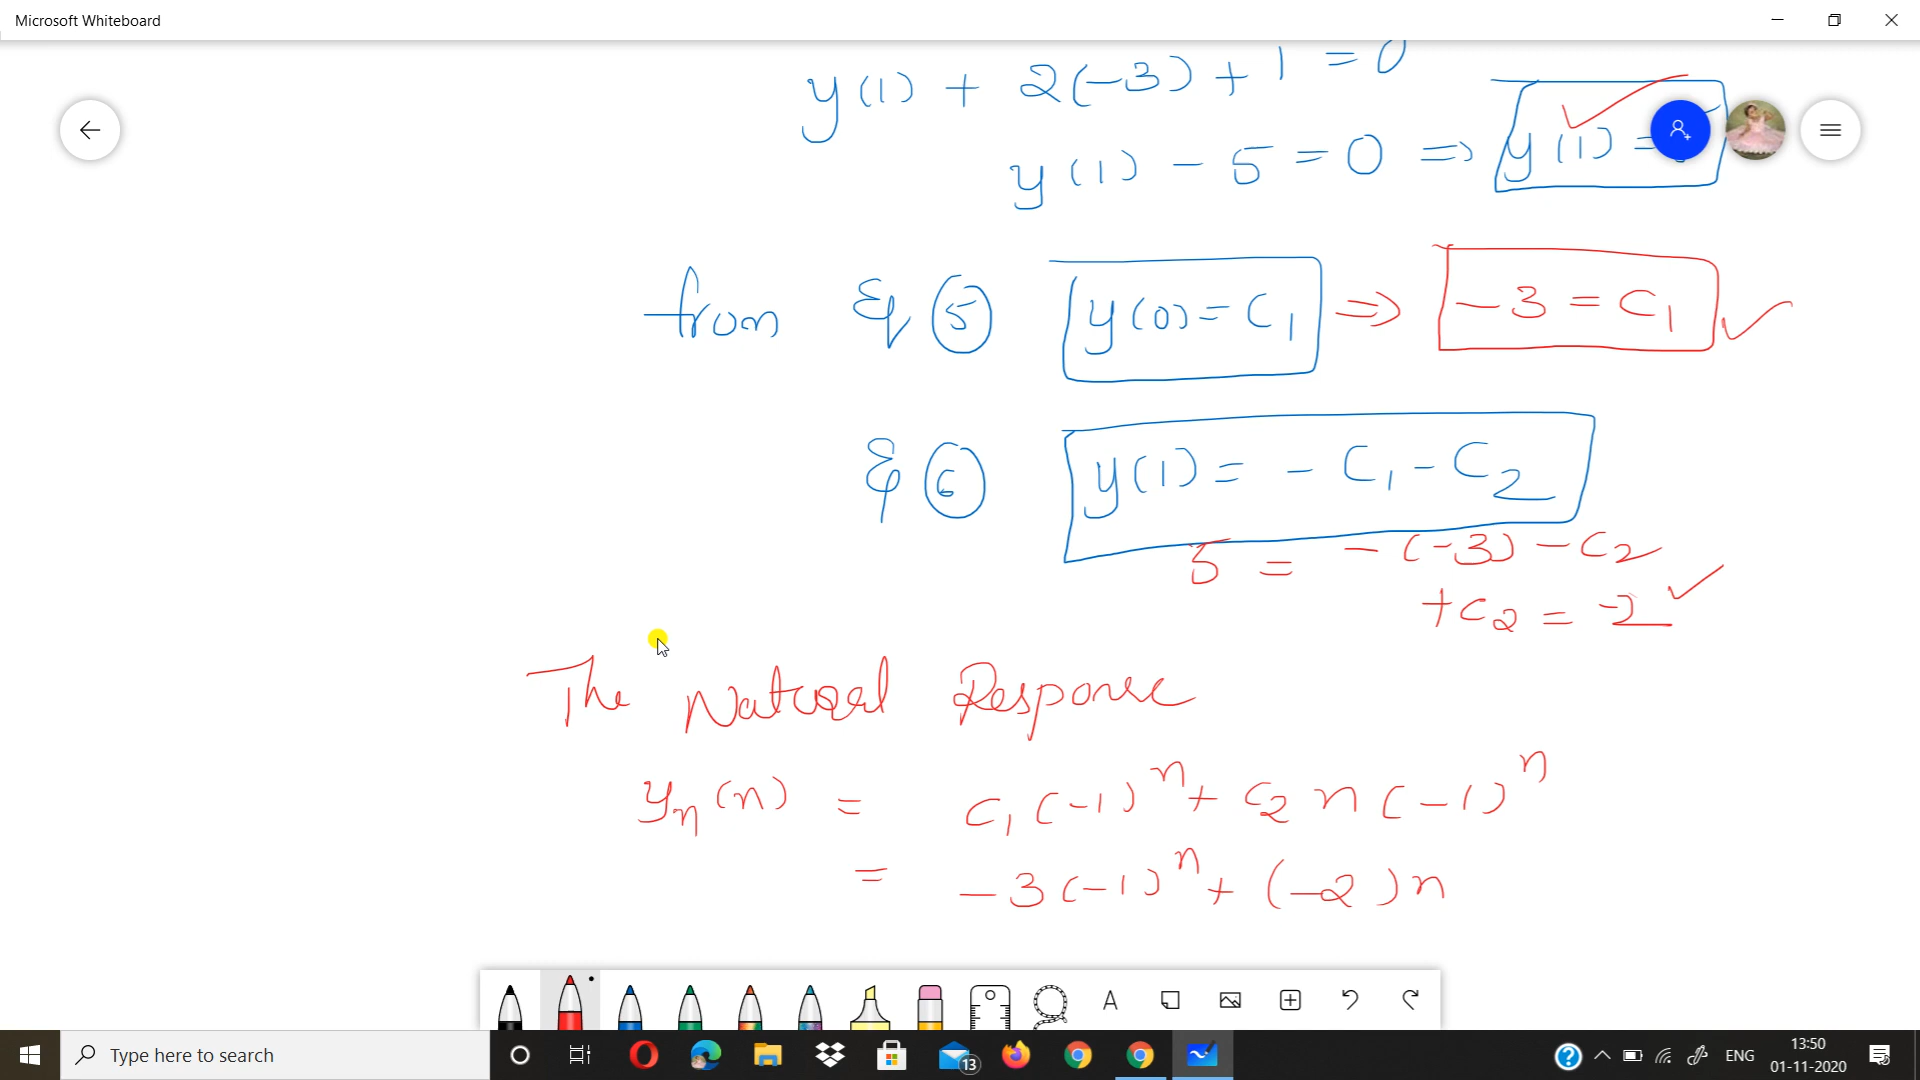 Microsoft Whiteboard
y(1) + 2(-3) + 1 = 0
y(1) - 5 = 0 => y(1) =
from Eq 5 y(0) = C1 => -3 = C1
Eq 6 y(1) = - C1 - C2
5 = -(-3) - C2
+C2 = -2
The Natural Response
yn(n) = C1(-1)^n + C2 n(-1)^n
= -3(-1)^n + (-2)n
A
Type here to search
13
ENG
13:50
01-11-2020